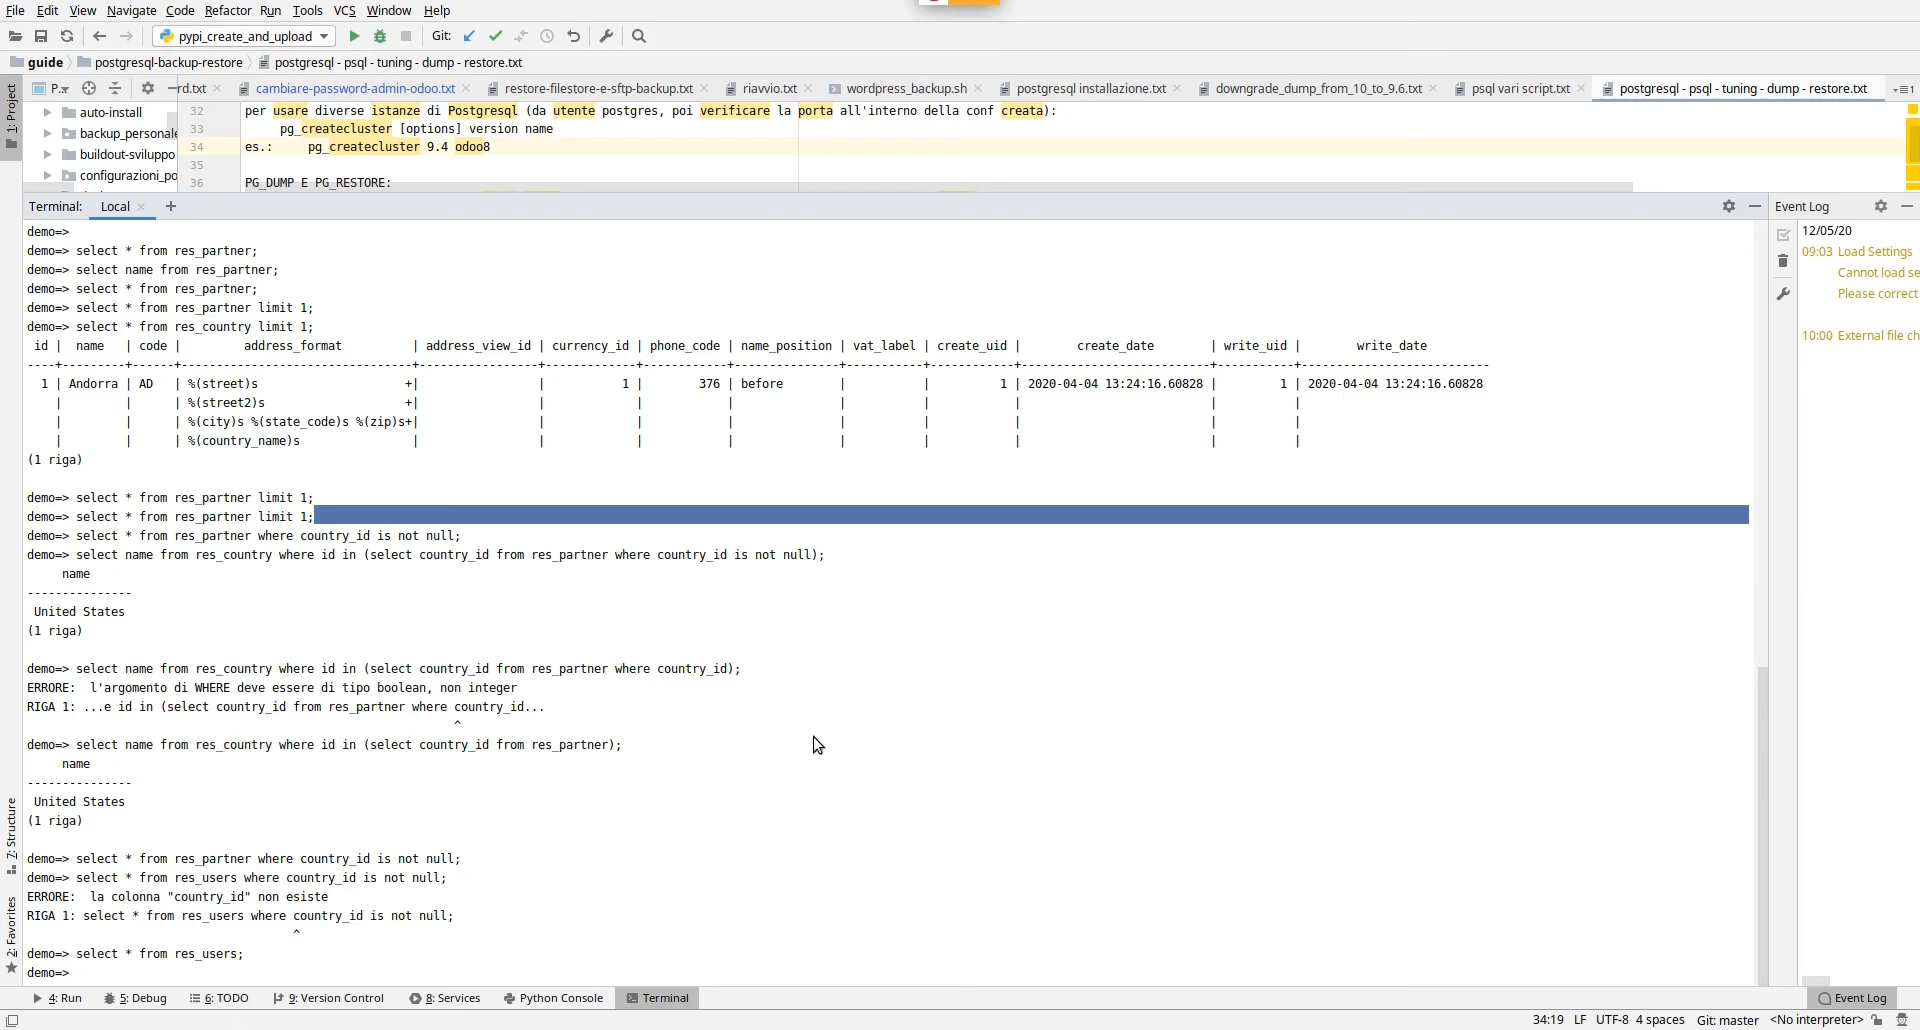 File Edit View Navigate Code Refactor Run Tools VCS Window Help
pypi_create_and_upload Git:
guide postgresql-backup-restore postgresql - psql - tuning - dump - restore.txt
1: Project P.. rd.txt cambiare-password-admin-odoo.txt restore-filestore-e-sftp-backup.txt riavvio.txt wordpress_backup.sh postgresql installazione.txt downgrade_dump_from_10_to_9.6.txt psql vari script.txt postgresql - psql - tuning - dump - restore.txt 1
auto-install
backup_personale
buildout-sviluppo
configurazioni_po
32 per usare diverse istanze di Postgresql (da utente postgres, poi verificare la porta all'interno della conf creata):
33 pg_createcluster [options] version name
34 es.: pg_createcluster 9.4 odoo8
35
36 PG_DUMP E PG_RESTORE:
Terminal: Local +
demo=>
demo=> select * from res_partner;
demo=> select name from res_partner;
demo=> select * from res_partner;
demo=> select * from res_partner limit 1;
demo=> select * from res_country limit 1;
 id | name | code | address_format | address_view_id | currency_id | phone_code | name_position | vat_label | create_uid | create_date | write_uid | write_date
----+---------+------+---------------------------------+-----------------+-------------+------------+---------------+-----------+------------+---------------------------+-----------+---------------------------
  1 | Andorra | AD | %(street)s +| | 1 | 376 | before | | 1 | 2020-04-04 13:24:16.60828 | 1 | 2020-04-04 13:24:16.60828
    | | | %(street2)s +| | | | | | | | |
    | | | %(city)s %(state_code)s %(zip)s+| | | | | | | | |
    | | | %(country_name)s | | | | | | | | |
(1 riga)
demo=> select * from res_partner limit 1;
demo=> select * from res_partner limit 1;
demo=> select * from res_partner where country_id is not null;
demo=> select name from res_country where id in (select country_id from res_partner where country_id is not null);
name
---------------
United States
(1 riga)
demo=> select name from res_country where id in (select country_id from res_partner where country_id);
ERRORE:  l'argomento di WHERE deve essere di tipo boolean, non integer
RIGA 1: ...e id in (select country_id from res_partner where country_id...
^
demo=> select name from res_country where id in (select country_id from res_partner);
name
---------------
United States
(1 riga)
demo=> select * from res_partner where country_id is not null;
demo=> select * from res_users where country_id is not null;
ERRORE:  la colonna "country_id" non esiste
RIGA 1: select * from res_users where country_id is not null;
^
demo=> select * from res_users;
demo=>
Event Log
12/05/20
09:03 Load Settings
Cannot load se
Please correct
10:00 External file ch
Z: Structure
2: Favorites
4: Run 5: Debug 6: TODO 9: Version Control 8: Services Python Console Terminal Event Log
34:19 LF UTF-8 4 spaces Git: master <No interpreter>